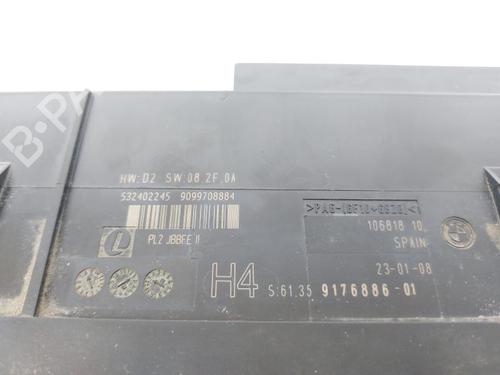 HW:D2 SW:08.2F.0A
532402245 9099708884
>PA6-(GF10+GB20)<
106818 10
SPAIN
L
PL2 JBBFE II
BMW
23-01-08
H4
S:61.35 9176886-01